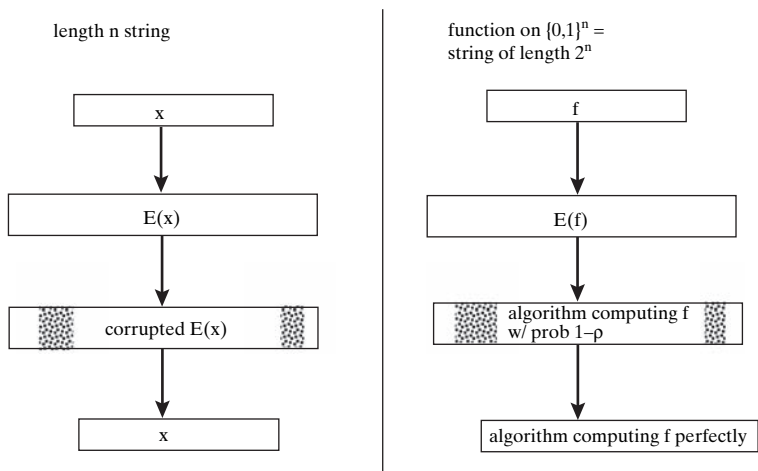 length n string
x
E(x)
corrupted E(x)
x
function on {0,1}ⁿ =
string of length 2ⁿ
f
E(f)
algorithm computing f
w/ prob 1–ρ
algorithm computing f perfectly